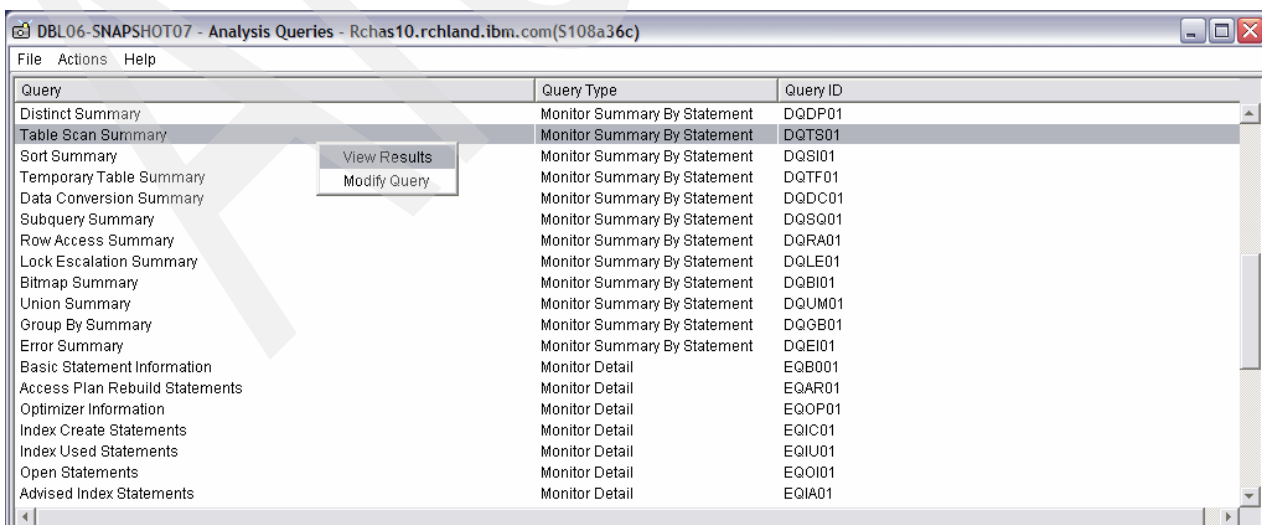 DBL06-SNAPSHOT07 - Analysis Queries - Rchas10.rchland.ibm.com(S108a36c)
File Actions Help
Query Query Type Query ID
Distinct Summary Monitor Summary By Statement DQDP01
Table Scan Summary Monitor Summary By Statement DQTS01
Sort Summary Monitor Summary By Statement DQSI01
Temporary Table Summary Monitor Summary By Statement DQTF01
Data Conversion Summary Monitor Summary By Statement DQDC01
Subquery Summary Monitor Summary By Statement DQSQ01
Row Access Summary Monitor Summary By Statement DQRA01
Lock Escalation Summary Monitor Summary By Statement DQLE01
Bitmap Summary Monitor Summary By Statement DQBI01
Union Summary Monitor Summary By Statement DQUM01
Group By Summary Monitor Summary By Statement DQGB01
Error Summary Monitor Summary By Statement DQEI01
Basic Statement Information Monitor Detail EQB001
Access Plan Rebuild Statements Monitor Detail EQAR01
Optimizer Information Monitor Detail EQOP01
Index Create Statements Monitor Detail EQIC01
Index Used Statements Monitor Detail EQIU01
Open Statements Monitor Detail EQOI01
Advised Index Statements Monitor Detail EQIA01
View Results
Modify Query